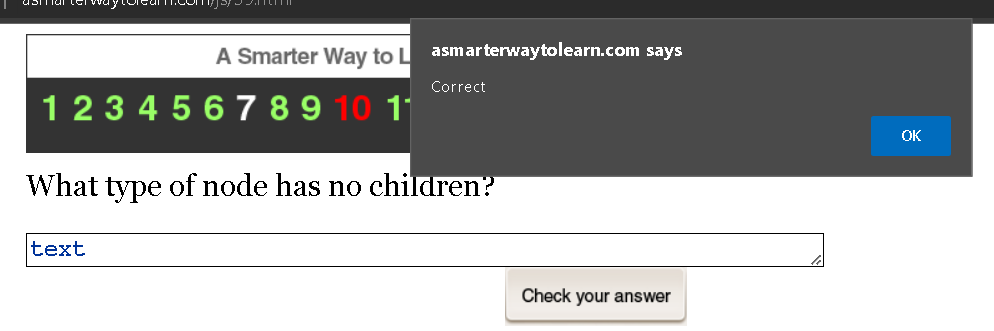 asmarterwaytolearn.com/js/59.html
asmarterwaytolearn.com says
A Smarter Way to L
Correct
1 2 3 4 5 6 7 8 9 10 11
OK
What type of node has no children?
text
Check your answer